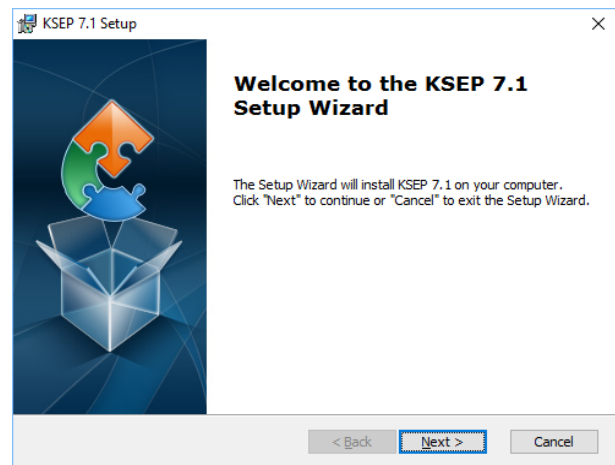 KSEP 7.1 Setup
Welcome to the KSEP 7.1
Setup Wizard
The Setup Wizard will install KSEP 7.1 on your computer.
Click "Next" to continue or "Cancel" to exit the Setup Wizard.
< Back
Next >
Cancel